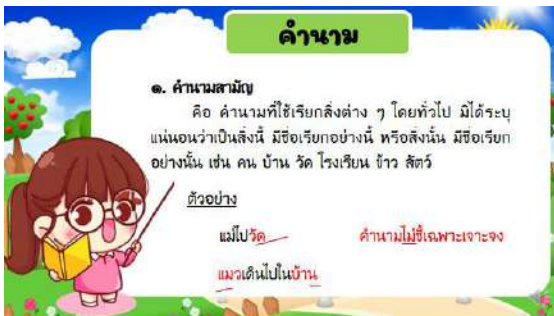 คำนาม
๑. คำนามสามัญ
คือ คำนามที่ใช้เรียกสิ่งต่าง ๆ โดยทั่วไป มิได้ระบุ
แน่นอนว่าเป็นสิ่งนี้ มีชื่อเรียกอย่างนี้ หรือสิ่งนั้น มีชื่อเรียก
อย่างนั้น เช่น คน บ้าน วัด โรงเรียน ข้าว สัตว์
ตัวอย่าง
แม่ไปวัด คำนามไม่ชี้เฉพาะเจาะจง
แมวเดินไปในบ้าน